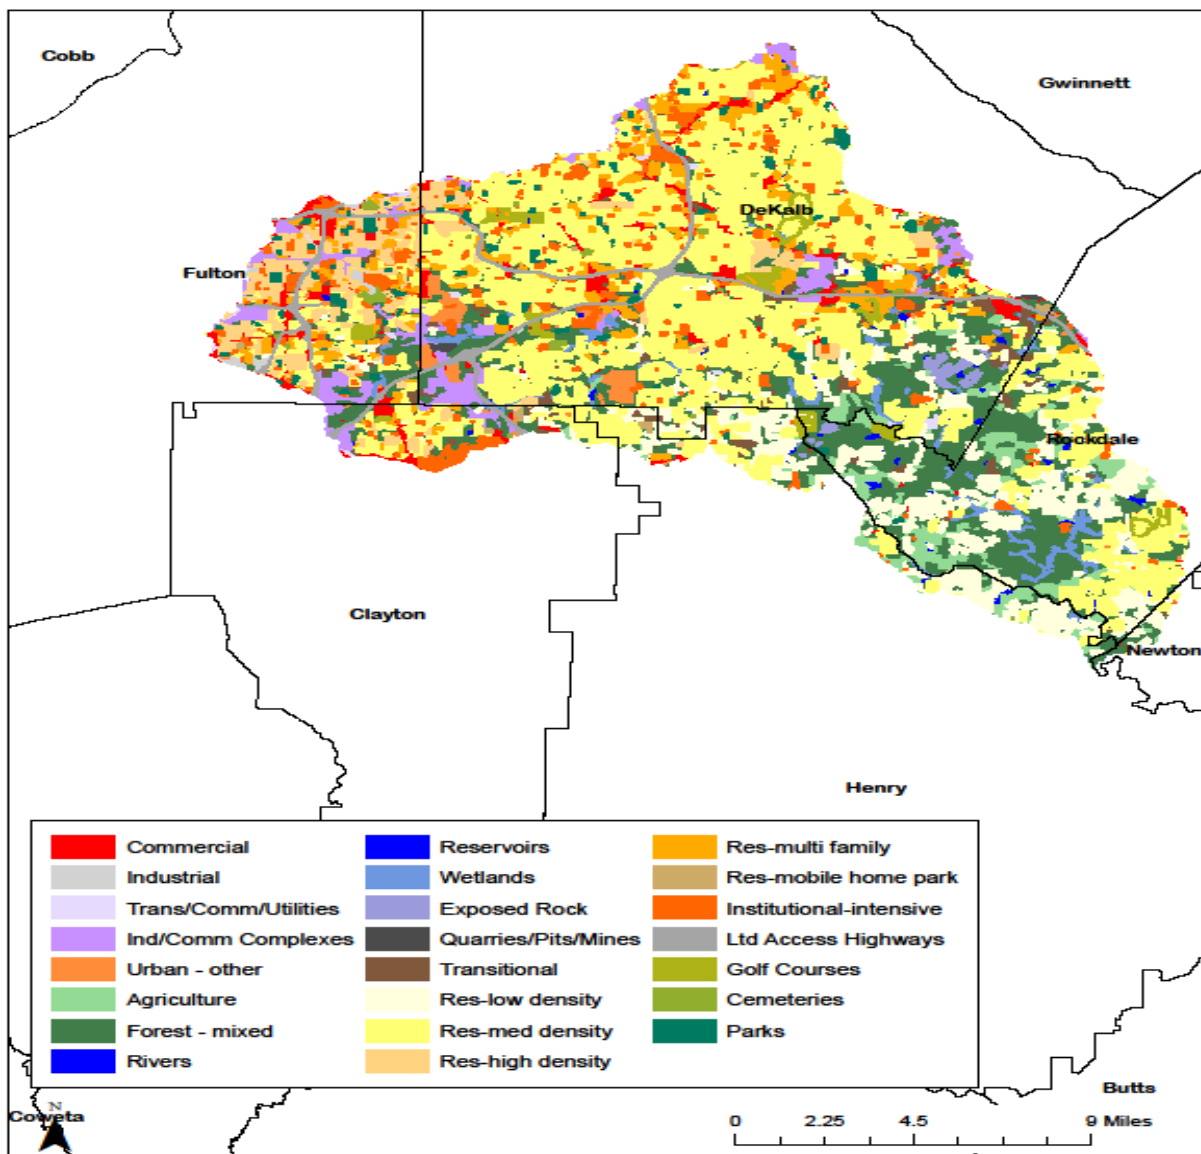 Cobb
Gwinnett
DeKalb
Fulton
Rockdale
Clayton
Newton
Henry
Commercial
Industrial
Trans/Comm/Utilities
Ind/Comm Complexes
Urban - other
Agriculture
Forest - mixed
Rivers
Reservoirs
Wetlands
Exposed Rock
Quarries/Pits/Mines
Transitional
Res-low density
Res-med density
Res-high density
Res-multi family
Res-mobile home park
Institutional-intensive
Ltd Access Highways
Golf Courses
Cemeteries
Parks
Butts
Coweta
N
0 2.25 4.5 9 Miles